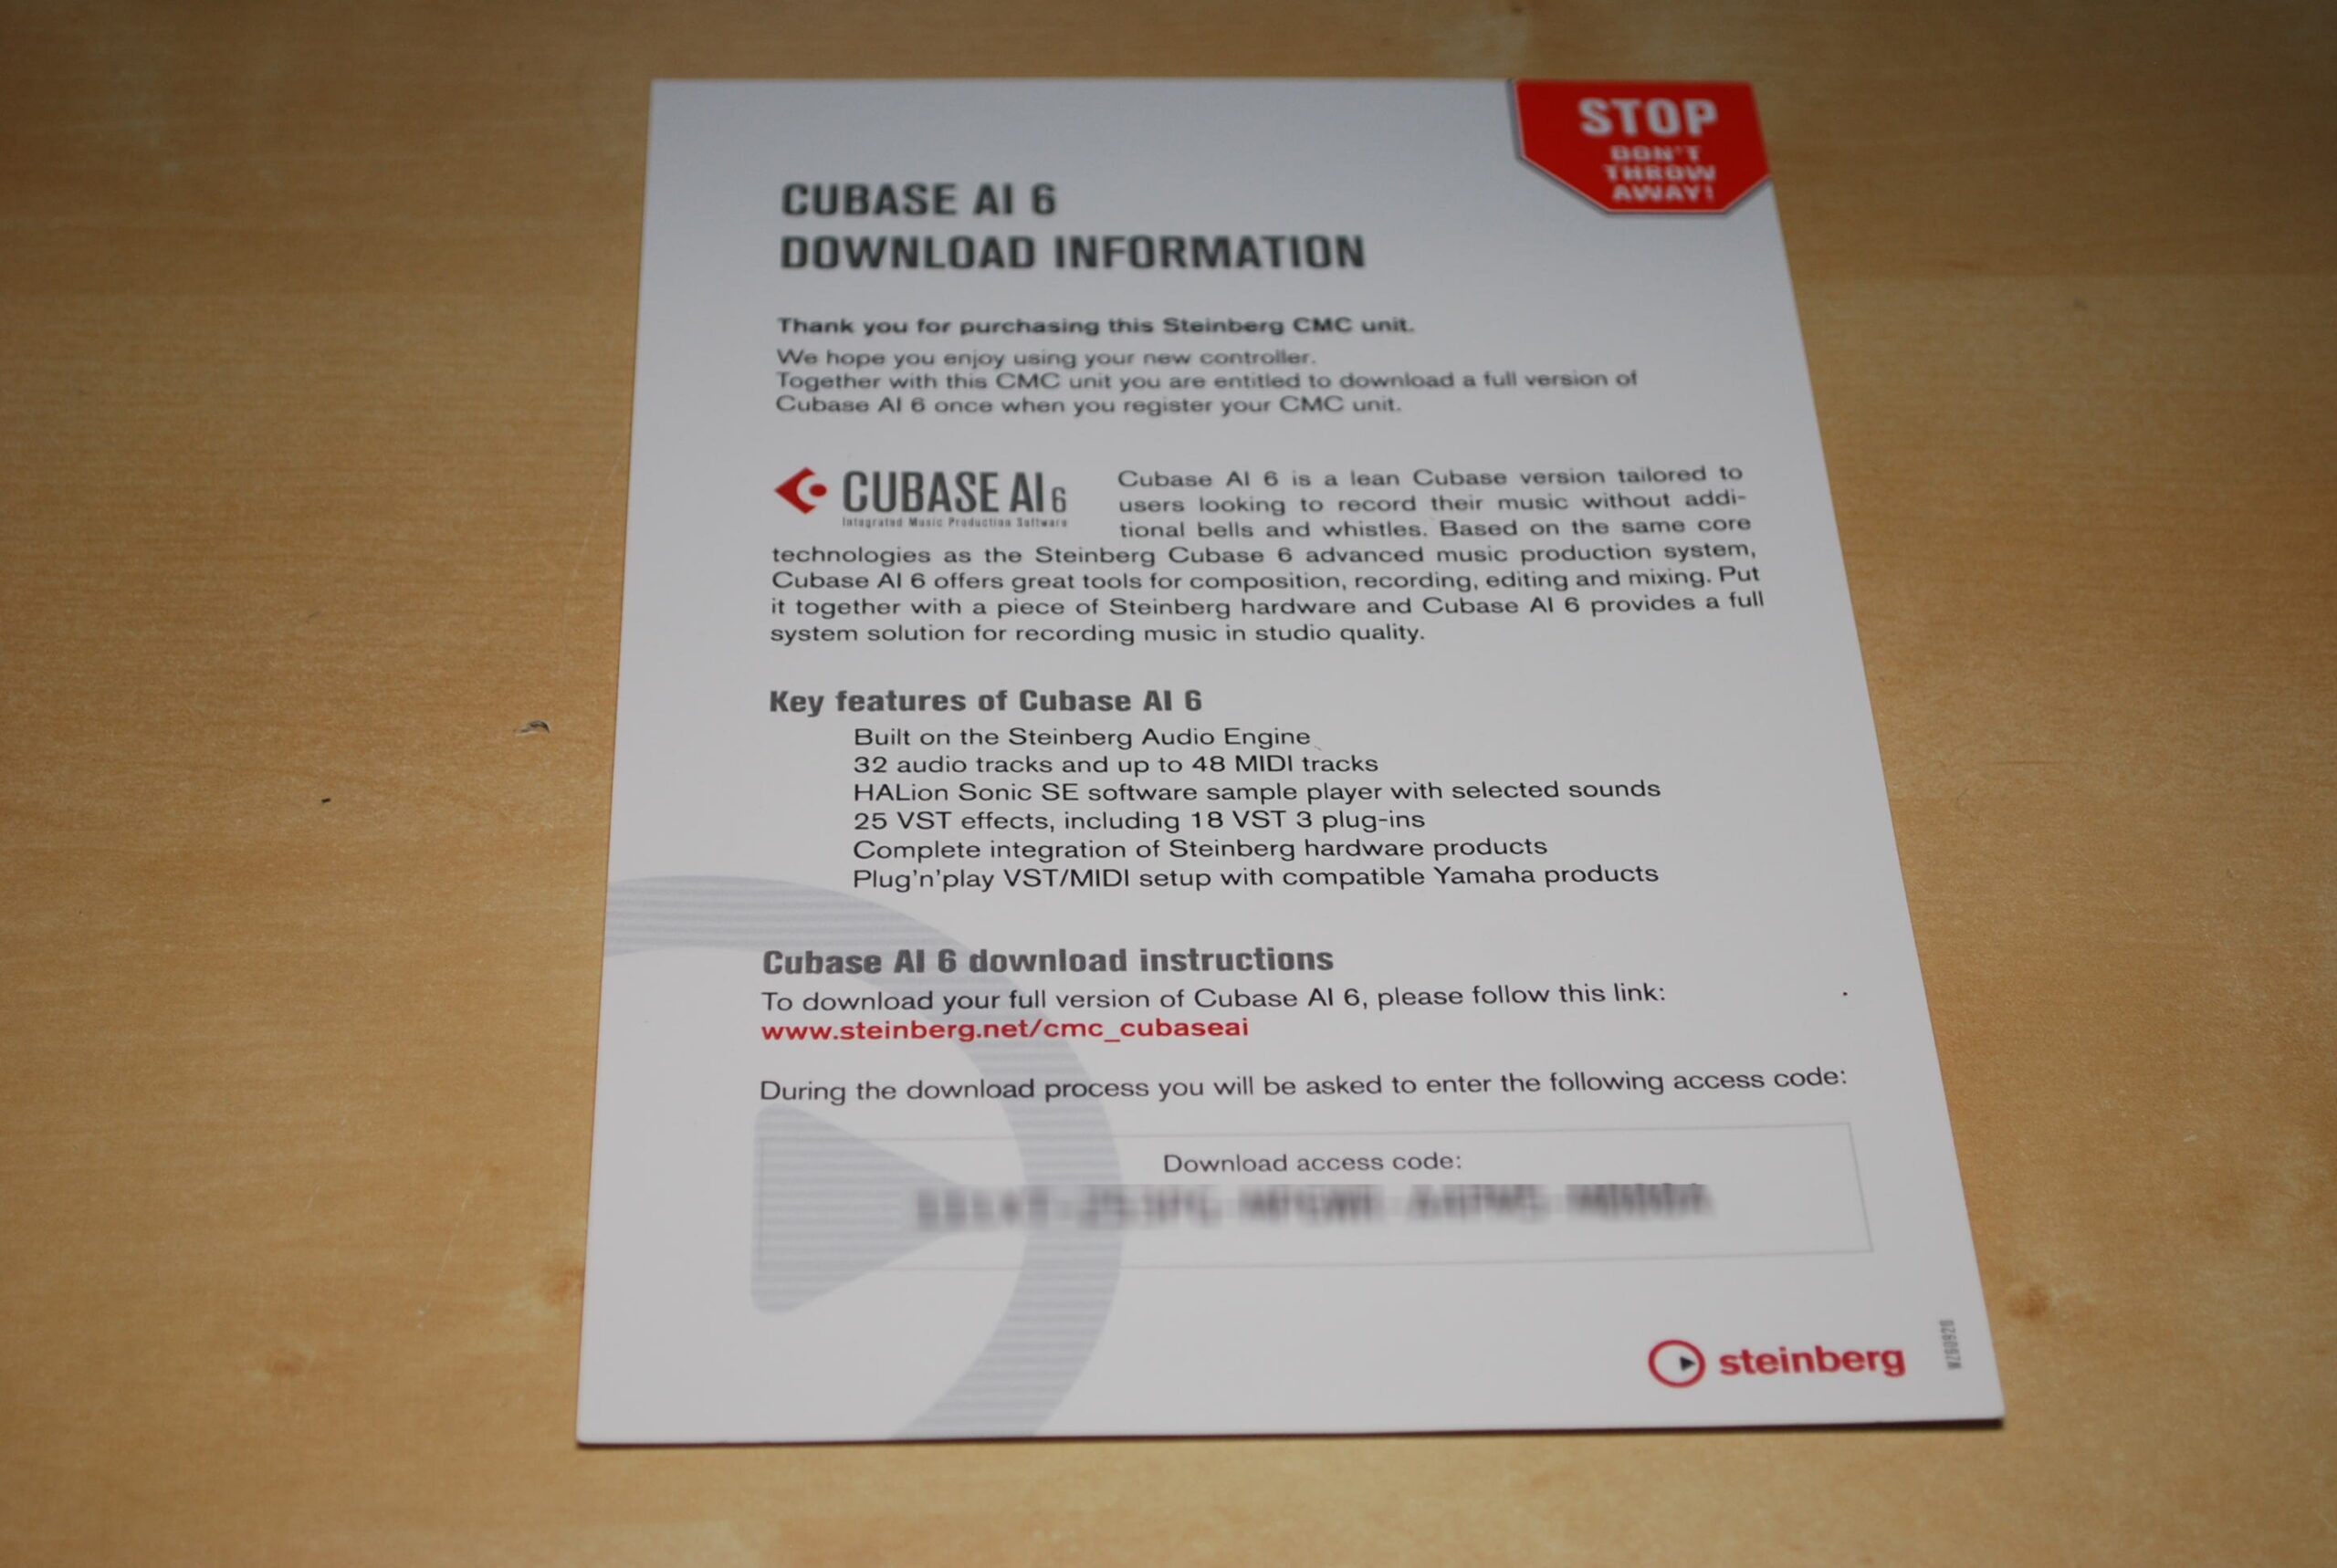 STOP
DON'T
THROW
AWAY!
CUBASE AI 6
DOWNLOAD INFORMATION
Thank you for purchasing this Steinberg CMC unit.
We hope you enjoy using your new controller.
Together with this CMC unit you are entitled to download a full version of
Cubase AI 6 once when you register your CMC unit.
CUBASE AI 6
Integrated Music Production Software
Cubase AI 6 is a lean Cubase version tailored to
users looking to record their music without addi-
tional bells and whistles. Based on the same core
technologies as the Steinberg Cubase 6 advanced music production system,
Cubase AI 6 offers great tools for composition, recording, editing and mixing. Put
it together with a piece of Steinberg hardware and Cubase AI 6 provides a full
system solution for recording music in studio quality.
Key features of Cubase AI 6
Built on the Steinberg Audio Engine
32 audio tracks and up to 48 MIDI tracks
HALion Sonic SE software sample player with selected sounds
25 VST effects, including 18 VST 3 plug-ins
Complete integration of Steinberg hardware products
Plug'n'play VST/MIDI setup with compatible Yamaha products
Cubase AI 6 download instructions
To download your full version of Cubase AI 6, please follow this link:
www.steinberg.net/cmc_cubaseai
During the download process you will be asked to enter the following access code:
Download access code:
steinberg
WZ60920